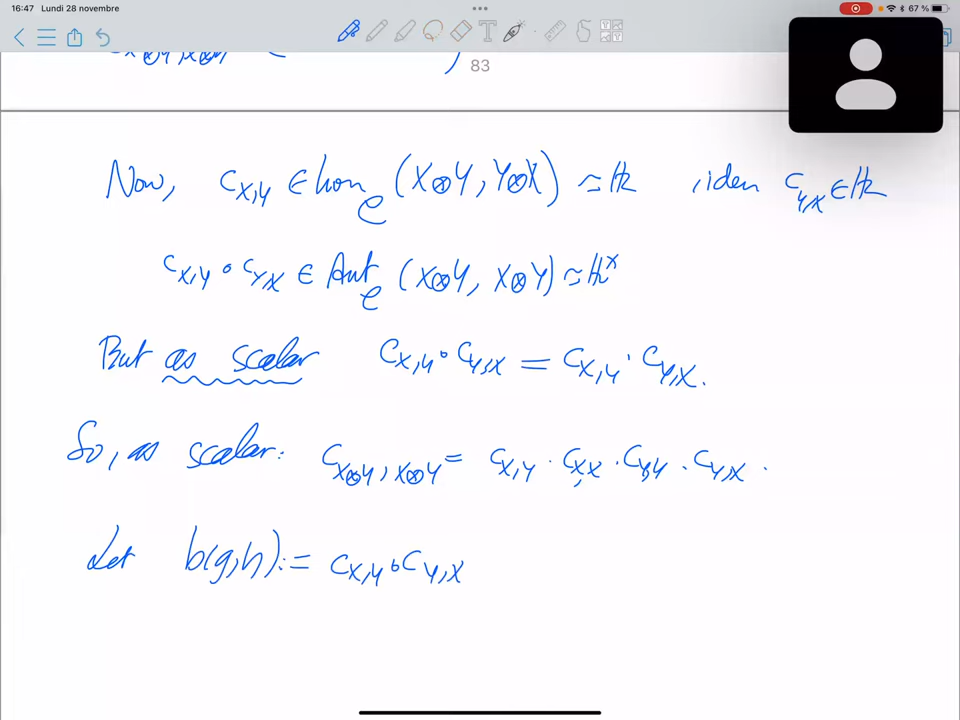 16:47 Lundi 28 novembre
67 %
83
Now, c_{X,Y} ∈ hom_C (X⊗Y, Y⊗X) ≃ k , idem c_{Y,X} ∈ k
c_{X,Y} ∘ c_{Y,X} ∈ Aut_C (X⊗Y, X⊗Y) ≃ k^x
But as scalar c_{X,Y} ∘ c_{Y,X} = c_{X,Y} · c_{Y,X}.
So, as scalar: c_{X⊗Y, X⊗Y} = c_{X,Y} · c_{X,X} · c_{Y,Y} · c_{Y,X} .
Let b(g,h) := c_{X,Y} ∘ c_{Y,X}